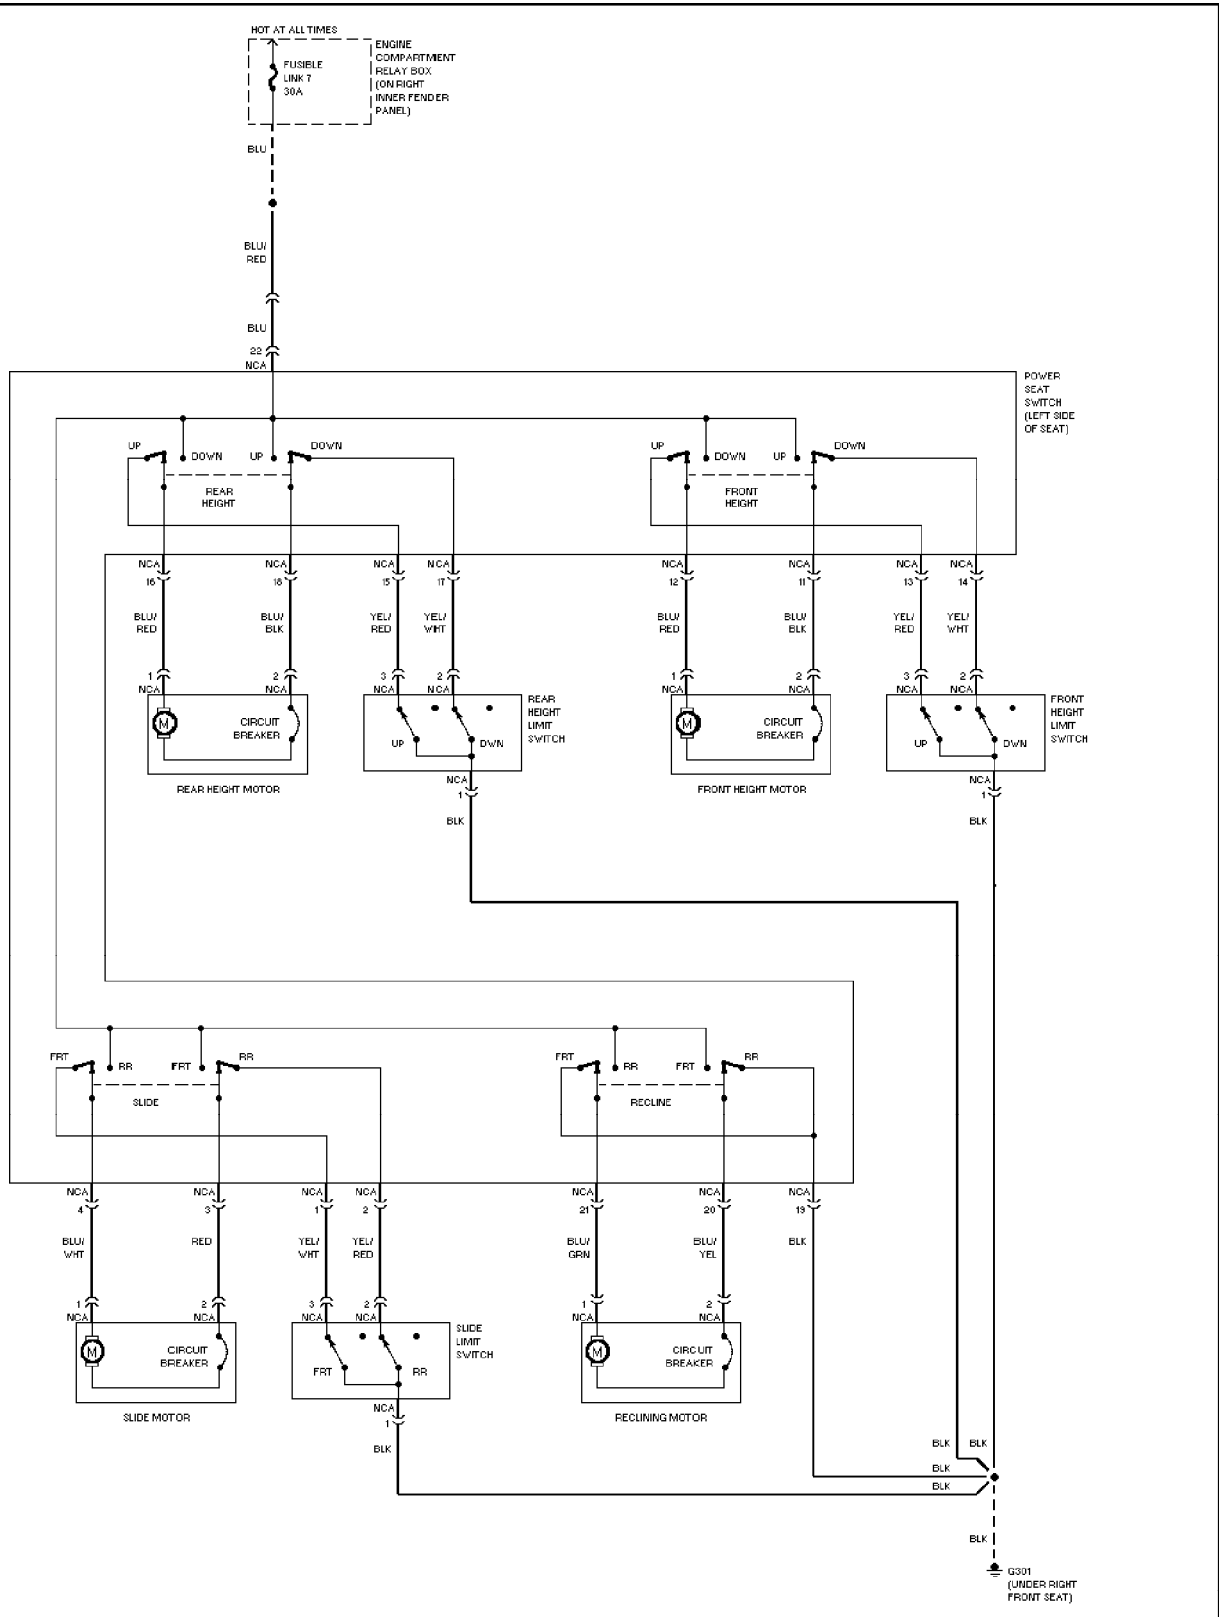 HOT AT ALL TIMES
FUSIBLE
LINK 7
30A
ENGINE
COMPARTMENT
RELAY BOX
(ON RIGHT
INNER FENDER
PANEL)
BLU
BLU/
RED
BLU
22
NCA
POWER
SEAT
SWITCH
(LEFT SIDE
OF SEAT)
UP
DOWN
UP
DOWN
REAR
HEIGHT
UP
DOWN
UP
DOWN
FRONT
HEIGHT
NCA NCA NCA NCA NCA NCA NCA NCA
16 18 15 17 12 11 13 14
BLU/ BLU/ YEL/ YEL/ BLU/ BLU/ YEL/ YEL/
RED BLK RED WHT RED BLK RED WHT
1 2 3 2 1 2 3 2
NCA NCA NCA NCA NCA NCA NCA NCA
M
CIRCUIT
BREAKER
REAR HEIGHT MOTOR
UP
DWN
REAR
HEIGHT
LIMIT
SWITCH
NCA
1
BLK
M
CIRCUIT
BREAKER
FRONT HEIGHT MOTOR
UP
DWN
FRONT
HEIGHT
LIMIT
SWITCH
NCA
1
BLK
FRT
RR
FRT
RR
SLIDE
FRT
RR
FRT
RR
RECLINE
NCA NCA NCA NCA NCA NCA NCA
4 3 1 2 21 20 19
BLU/ RED YEL/ YEL/ BLU/ BLU/ BLK
WHT WHT RED GRN YEL
1 2 3 2 1 2
NCA NCA NCA NCA NCA NCA
M
CIRCUIT
BREAKER
SLIDE MOTOR
FRT
RR
SLIDE
LIMIT
SWITCH
NCA
1
BLK
M
CIRCUIT
BREAKER
RECLINING MOTOR
BLK BLK
BLK
BLK
BLK
G301
(UNDER RIGHT
FRONT SEAT)